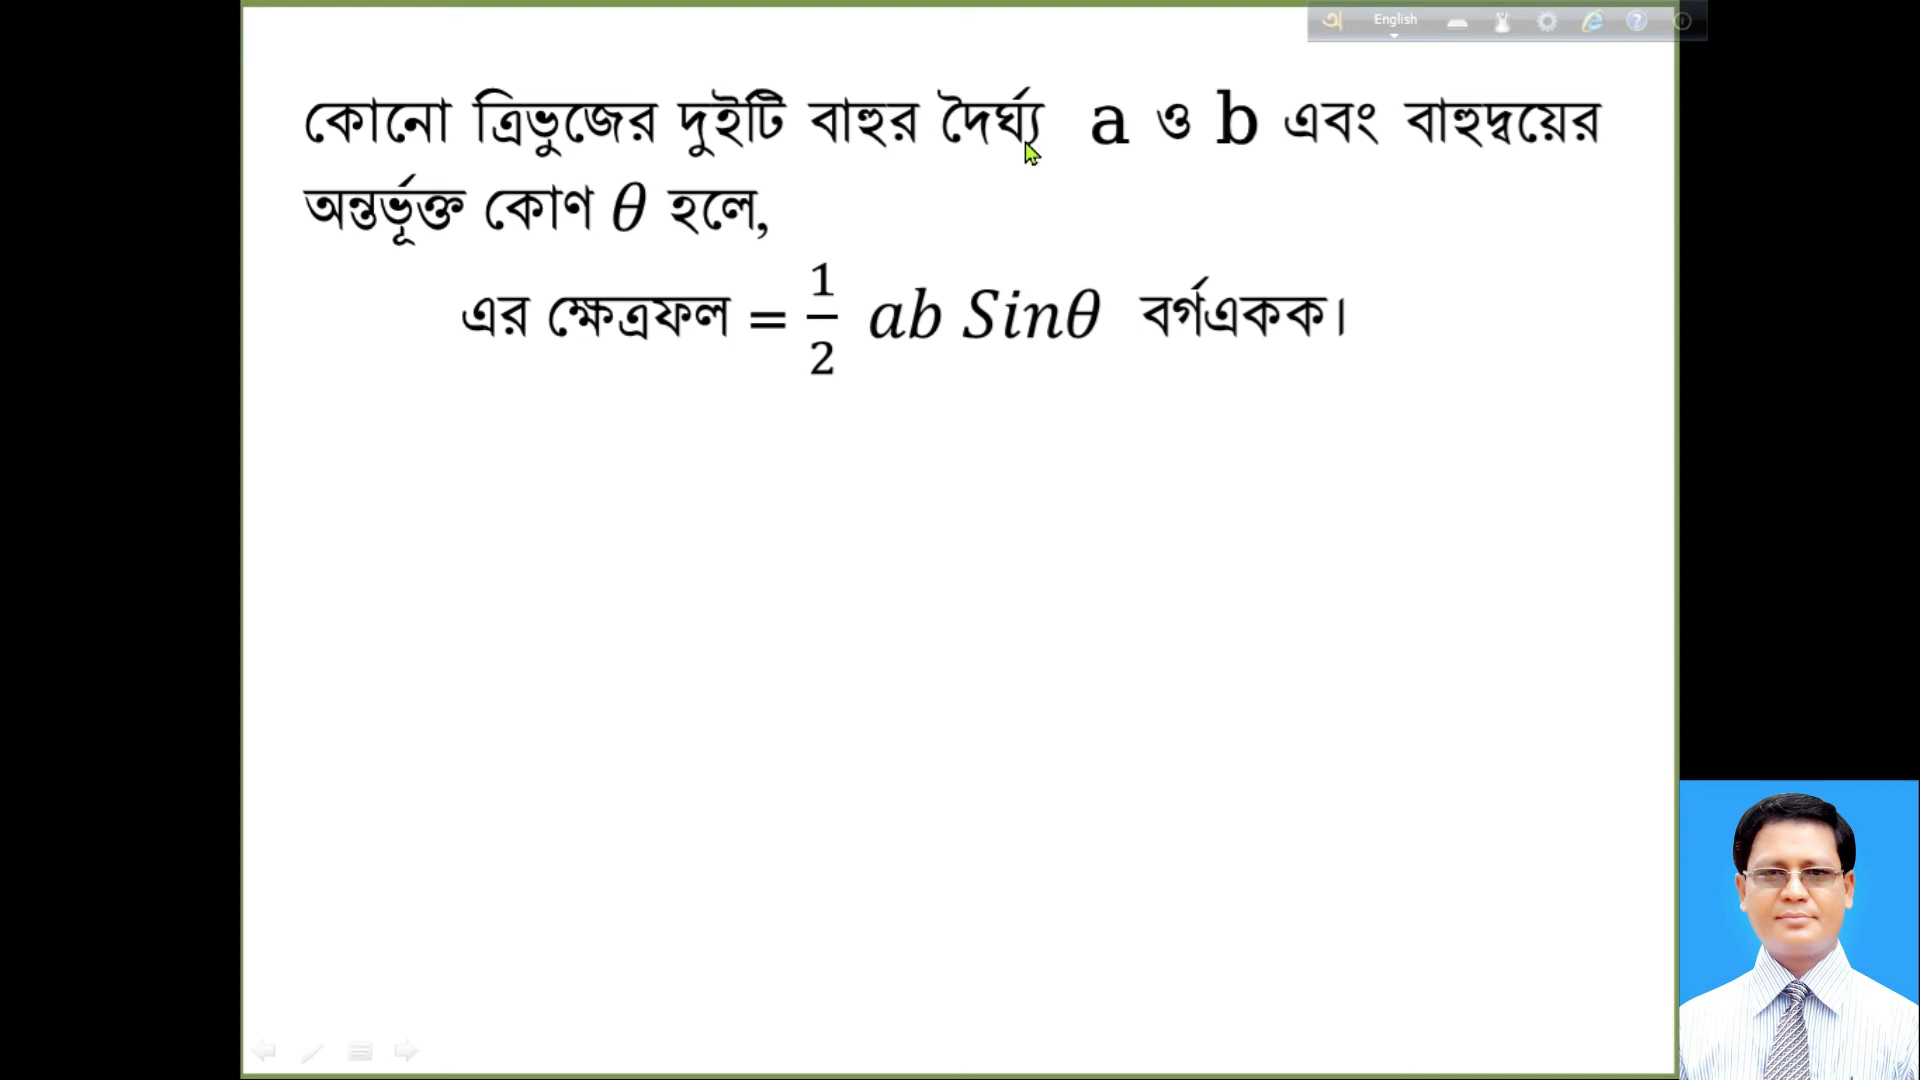 English
কোনো ত্রিভুজের দুইটি বাহুর দৈর্ঘ্য a ও b এবং বাহুদ্বয়ের
অন্তর্ভূক্ত কোণ θ হলে,
এর ক্ষেত্রফল = 1/2 ab Sinθ বর্গএকক।